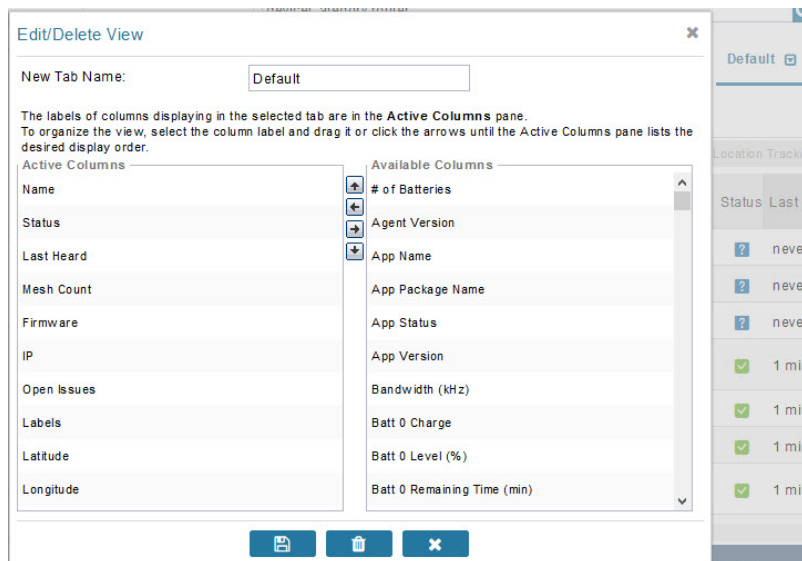 Edit/Delete View
New Tab Name:
Default
The labels of columns displaying in the selected tab are in the Active Columns pane.
To organize the view, select the column label and drag it or click the arrows until the Active Columns pane lists the
desired display order.
Active Columns
Name
Status
Last Heard
Mesh Count
Firmware
IP
Open Issues
Labels
Latitude
Longitude
Available Columns
# of Batteries
Agent Version
App Name
App Package Name
App Status
App Version
Bandwidth (kHz)
Batt 0 Charge
Batt 0 Level (%)
Batt 0 Remaining Time (min)
Default
Location Tracki
Status Last
? neve
? neve
? neve
1 mi
1 mi
1 mi
1 mi